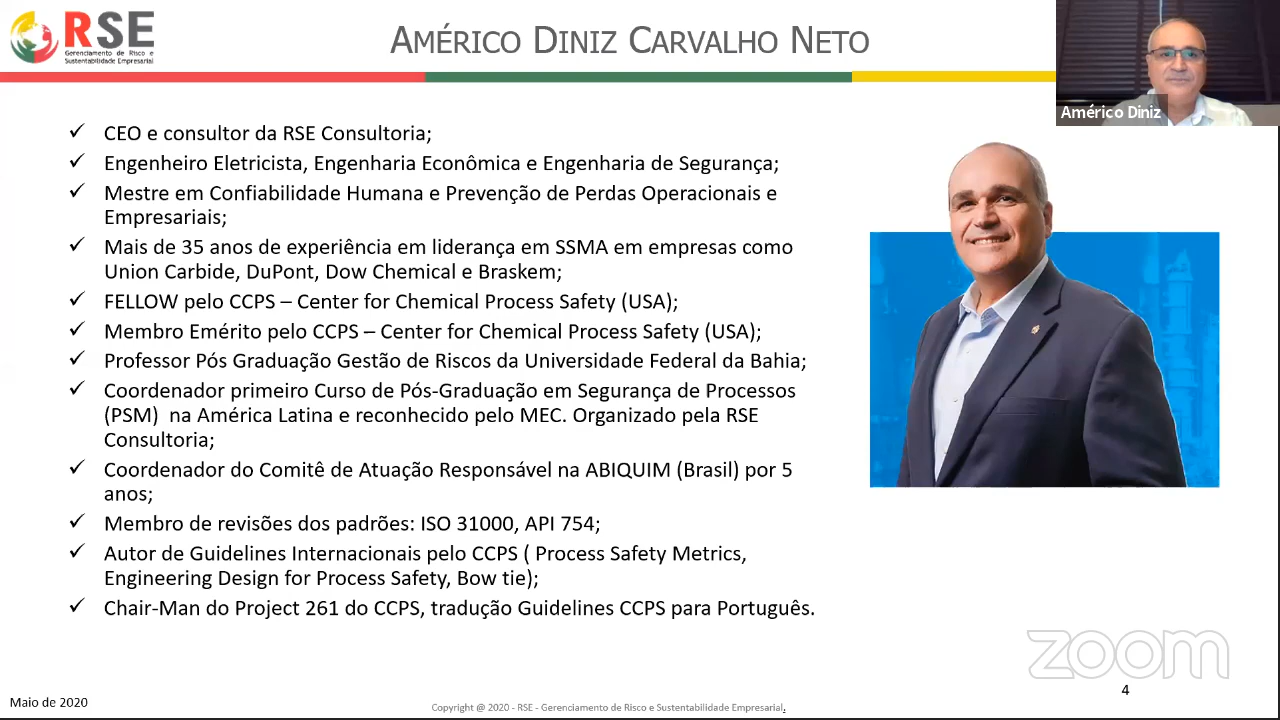 RSE
Gerenciamento de Risco e
Sustentabilidade Empresarial
AMÉRICO DINIZ CARVALHO NETO
Américo Diniz
✓ CEO e consultor da RSE Consultoria;
✓ Engenheiro Eletricista, Engenharia Econômica e Engenharia de Segurança;
✓ Mestre em Confiabilidade Humana e Prevenção de Perdas Operacionais e
Empresariais;
✓ Mais de 35 anos de experiência em liderança em SSMA em empresas como
Union Carbide, DuPont, Dow Chemical e Braskem;
✓ FELLOW pelo CCPS – Center for Chemical Process Safety (USA);
✓ Membro Emérito pelo CCPS – Center for Chemical Process Safety (USA);
✓ Professor Pós Graduação Gestão de Riscos da Universidade Federal da Bahia;
✓ Coordenador primeiro Curso de Pós-Graduação em Segurança de Processos
(PSM)  na América Latina e reconhecido pelo MEC. Organizado pela RSE
Consultoria;
✓ Coordenador do Comitê de Atuação Responsável na ABIQUIM (Brasil) por 5
anos;
✓ Membro de revisões dos padrões: ISO 31000, API 754;
✓ Autor de Guidelines Internacionais pelo CCPS ( Process Safety Metrics,
Engineering Design for Process Safety, Bow tie);
✓ Chair-Man do Project 261 do CCPS, tradução Guidelines CCPS para Português.
zoom
4
Maio de 2020
Copyright @ 2020 - RSE - Gerenciamento de Risco e Sustentabilidade Empresarial.